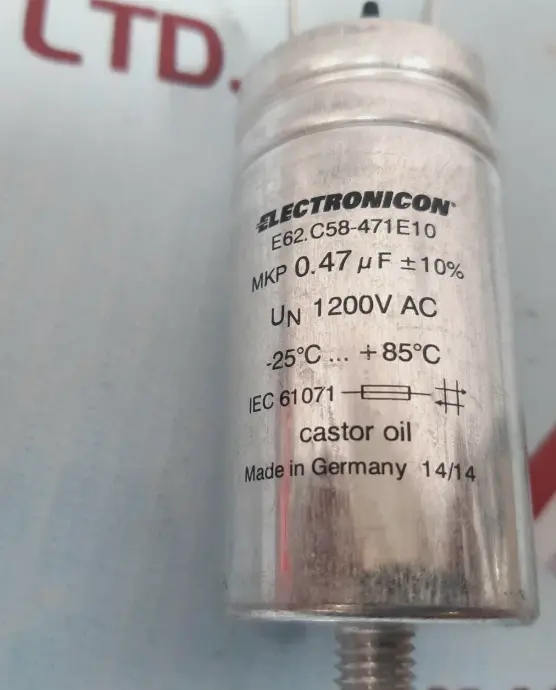 LTD.
ELECTRONICON
E62.C58-471E10
MKP 0.47 µF ±10%
UN 1200V AC
-25°C ... +85°C
IEC 61071
castor oil
Made in Germany 14/14